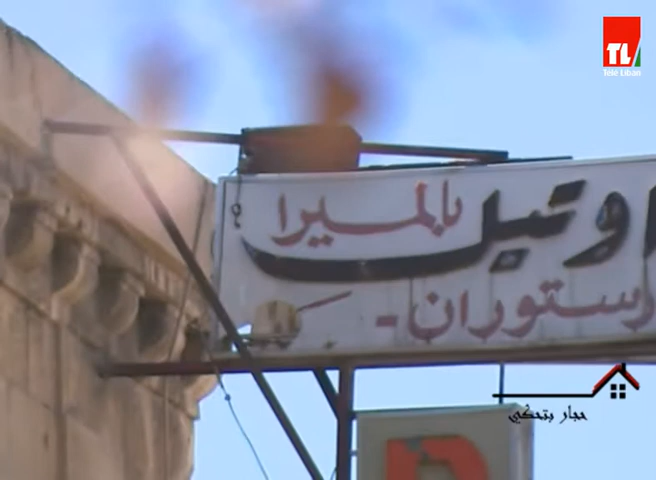 TL
Télé Liban
اوتيل بالميرا
رستوران -
حجار بتحكي